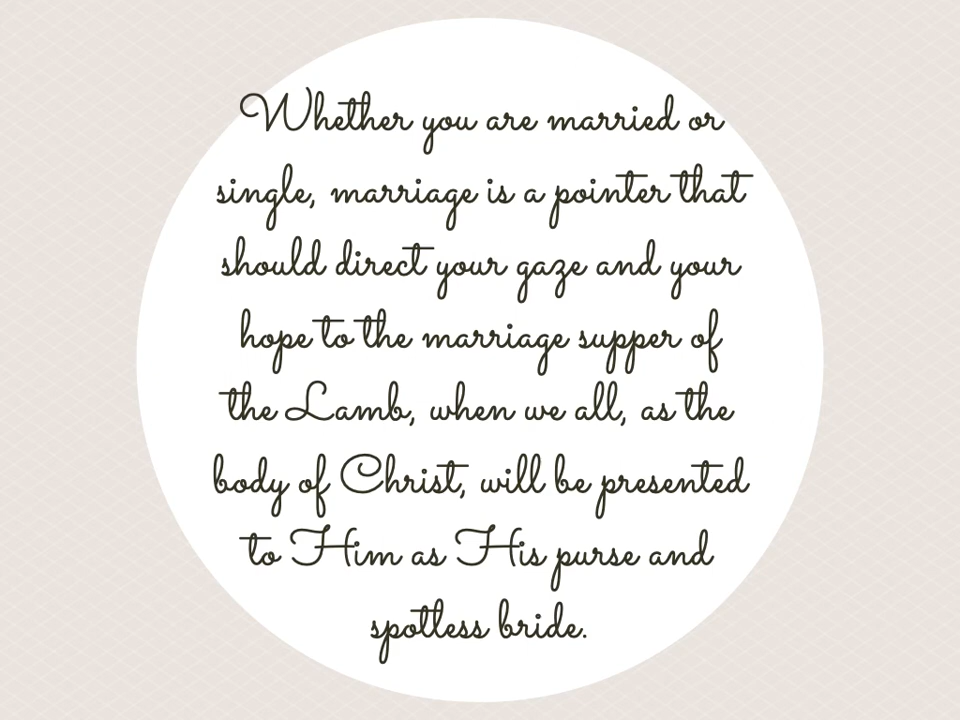 Whether you are married or
single, marriage is a pointer that
should direct your gaze and your
hope to the marriage supper of
the Lamb, when we all, as the
body of Christ, will be presented
to Him as His purse and
spotless bride.